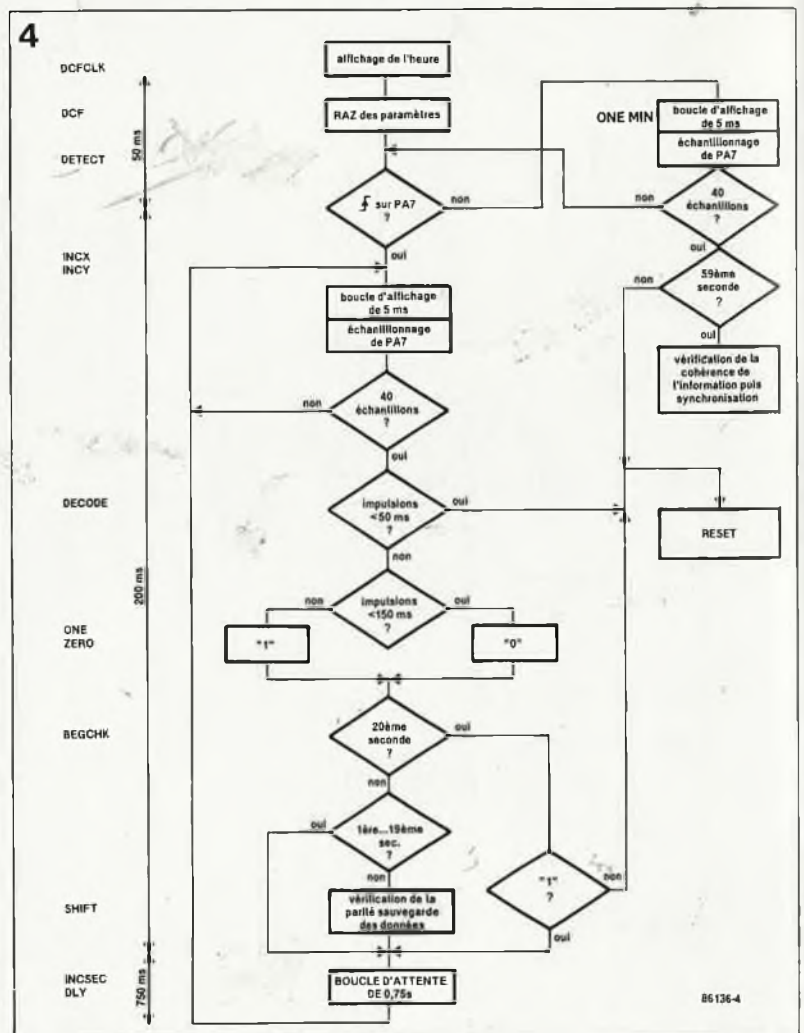 4
DCFCLK
affichage de l'heure
DCF
RAZ des paramètres
ONE MIN
boucle d'affichage
de 5 ms
échantillonnage
de PA7
50 ms
DETECT
sur PA7
?
non
oui
non
40
échantillons
?
oui
INCX
INCY
boucle d'affichage
de 5 ms
échantillonnage
de PA7
non
59ème
seconde
?
oui
vérification de la
cohérence de
l'information puis
synchronisation
non
40
échantillons
?
oui
DECODE
impulsions
<50 ms
?
oui
non
RESET
200 ms
non
impulsions
<150 ms
?
oui
ONE
ZERO
"1"
"0"
BEGCHK
20ème
seconde
?
oui
non
oui
1ère...19ème
sec.
?
non
"1"
?
non
oui
SHIFT
vérification de la
parité sauvegarde
des données
INCSEC
DLY
750 ms
BOUCLE D'ATTENTE
DE 0,75s
86136-4